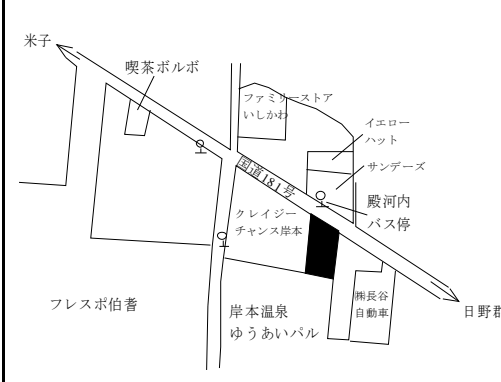 米子
喫茶ボルボ
ファミリーストア
いしかわ
イエロー
ハット
サンデーズ
国道181号
殿河内
バス停
クレイジー
チャンス岸本
フレスポ伯耆
岸本温泉
ゆうあいパル
㈱長谷
自動車
日野郡